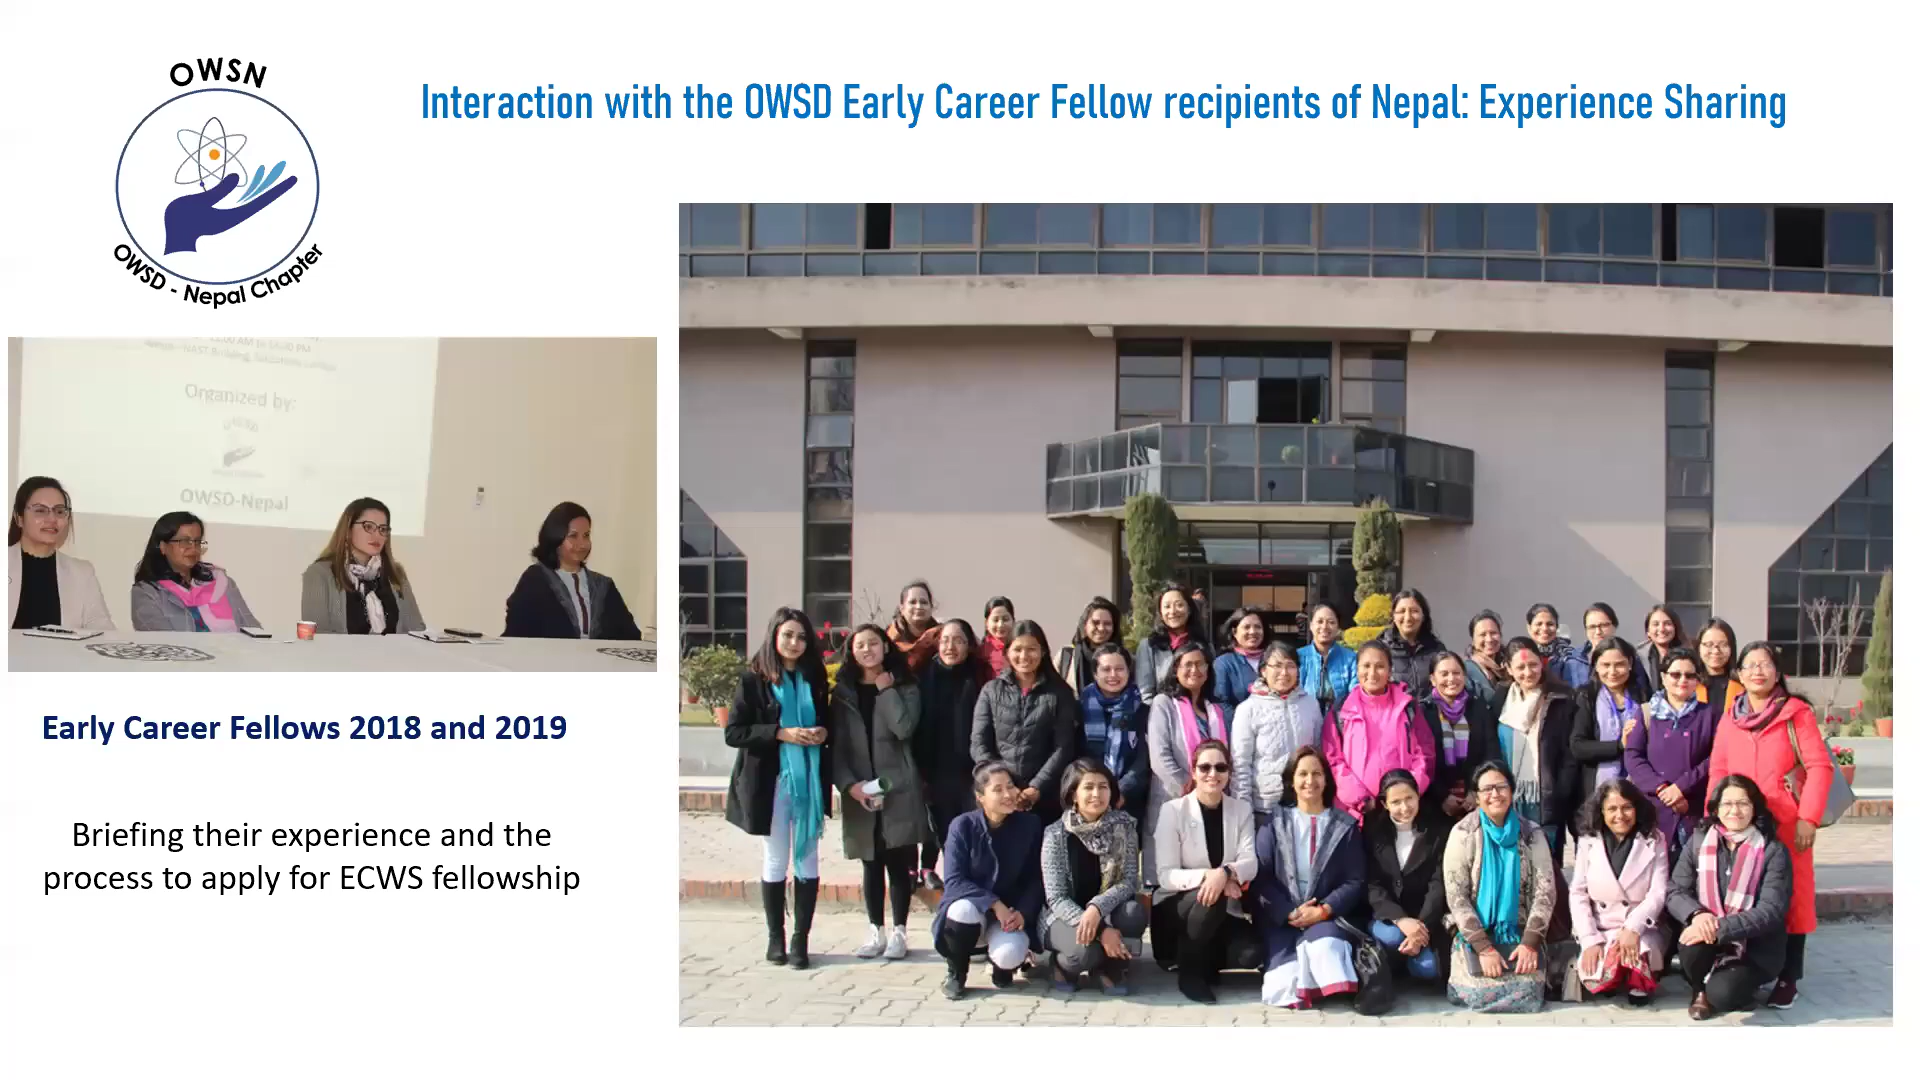 OWSN
OWSD - Nepal Chapter
Interaction with the OWSD Early Career Fellow recipients of Nepal: Experience Sharing
Organized by:
OWSD-Nepal
Early Career Fellows 2018 and 2019
Briefing their experience and the
process to apply for ECWS fellowship